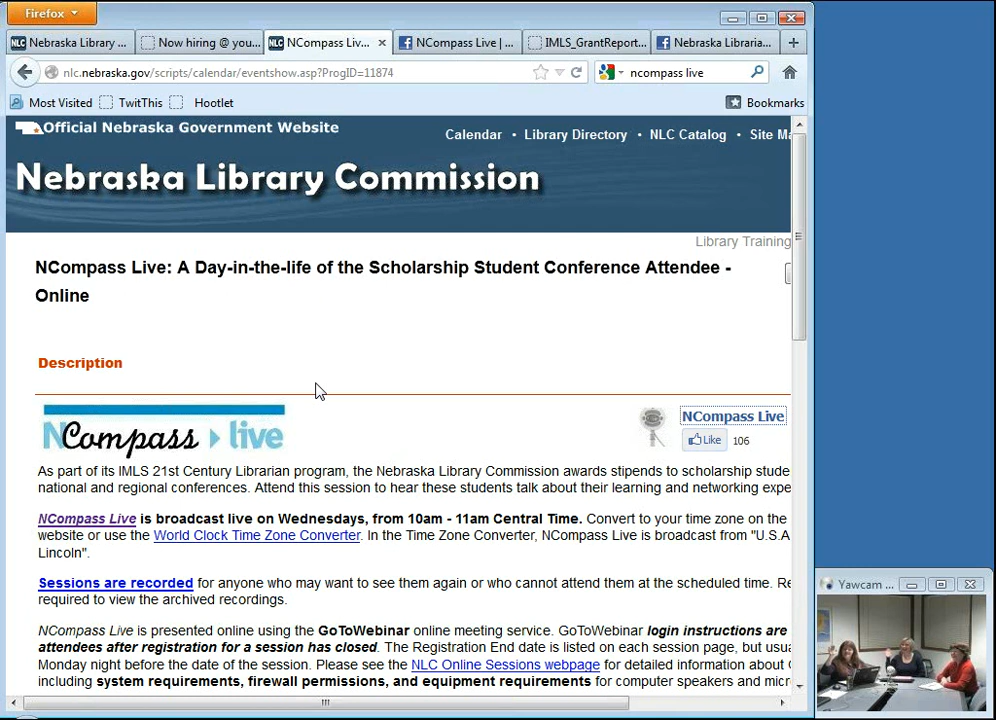 Firefox
Nebraska Library ...
Now hiring @ you...
NCompass Liv...
NCompass Live | ...
IMLS_GrantReport...
Nebraska Libraria...
nlc.nebraska.gov/scripts/calendar/eventshow.asp?ProgID=11874
ncompass live
Most Visited
TwitThis
Hootlet
Bookmarks
Official Nebraska Government Website
Calendar • Library Directory • NLC Catalog • Site Ma
Nebraska Library Commission
Library Training
NCompass Live: A Day-in-the-life of the Scholarship Student Conference Attendee -
Online
Description
NCompass live
NCompass Live
Like 106
As part of its IMLS 21st Century Librarian program, the Nebraska Library Commission awards stipends to scholarship stude
national and regional conferences. Attend this session to hear these students talk about their learning and networking expe
NCompass Live is broadcast live on Wednesdays, from 10am - 11am Central Time. Convert to your time zone on the
website or use the World Clock Time Zone Converter. In the Time Zone Converter, NCompass Live is broadcast from "U.S.A
Lincoln".
Sessions are recorded for anyone who may want to see them again or who cannot attend them at the scheduled time. Re
required to view the archived recordings.
NCompass Live is presented online using the GoToWebinar online meeting service. GoToWebinar login instructions are
attendees after registration for a session has closed. The Registration End date is listed on each session page, but usua
Monday night before the date of the session. Please see the NLC Online Sessions webpage for detailed information about G
including system requirements, firewall permissions, and equipment requirements for computer speakers and micr
Yawcam ...